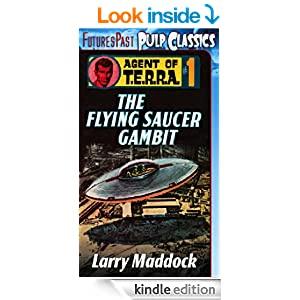 Look inside
FUTURESPAST PULP CLASSICS
AGENT OF
T.E.R.R.A. #1
THE
FLYING SAUCER
GAMBIT
Larry Maddock
kindle edition